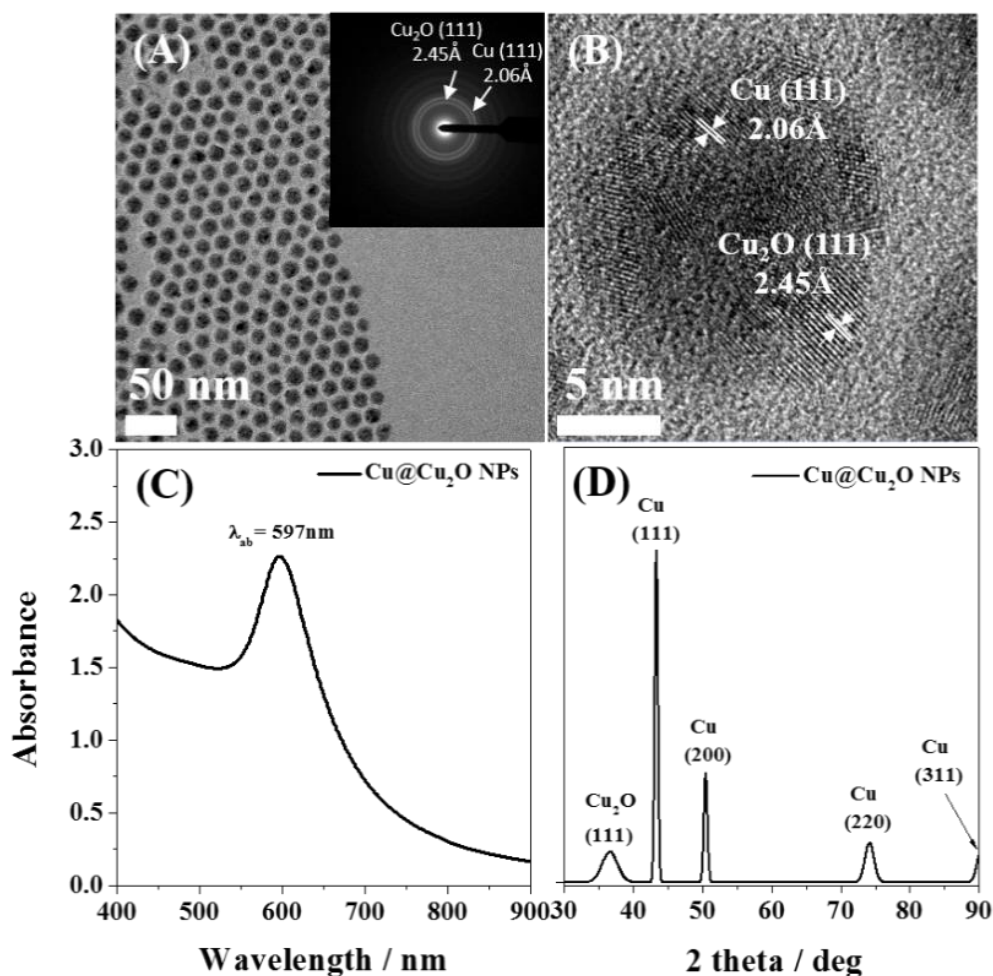 (A)
Cu₂O (111)
2.45Å
Cu (111)
2.06Å
50 nm
(B)
Cu (111)
2.06Å
Cu₂O (111)
2.45Å
5 nm
(C)
Cu@Cu₂O NPs
λab = 597nm
3.0
2.5
2.0
1.5
1.0
0.5
0.0
Absorbance
400 500 600 700 800 900
Wavelength / nm
(D)
Cu@Cu₂O NPs
Cu
(111)
Cu
(200)
Cu
(311)
Cu₂O
(111)
Cu
(220)
30 40 50 60 70 80 90
2 theta / deg